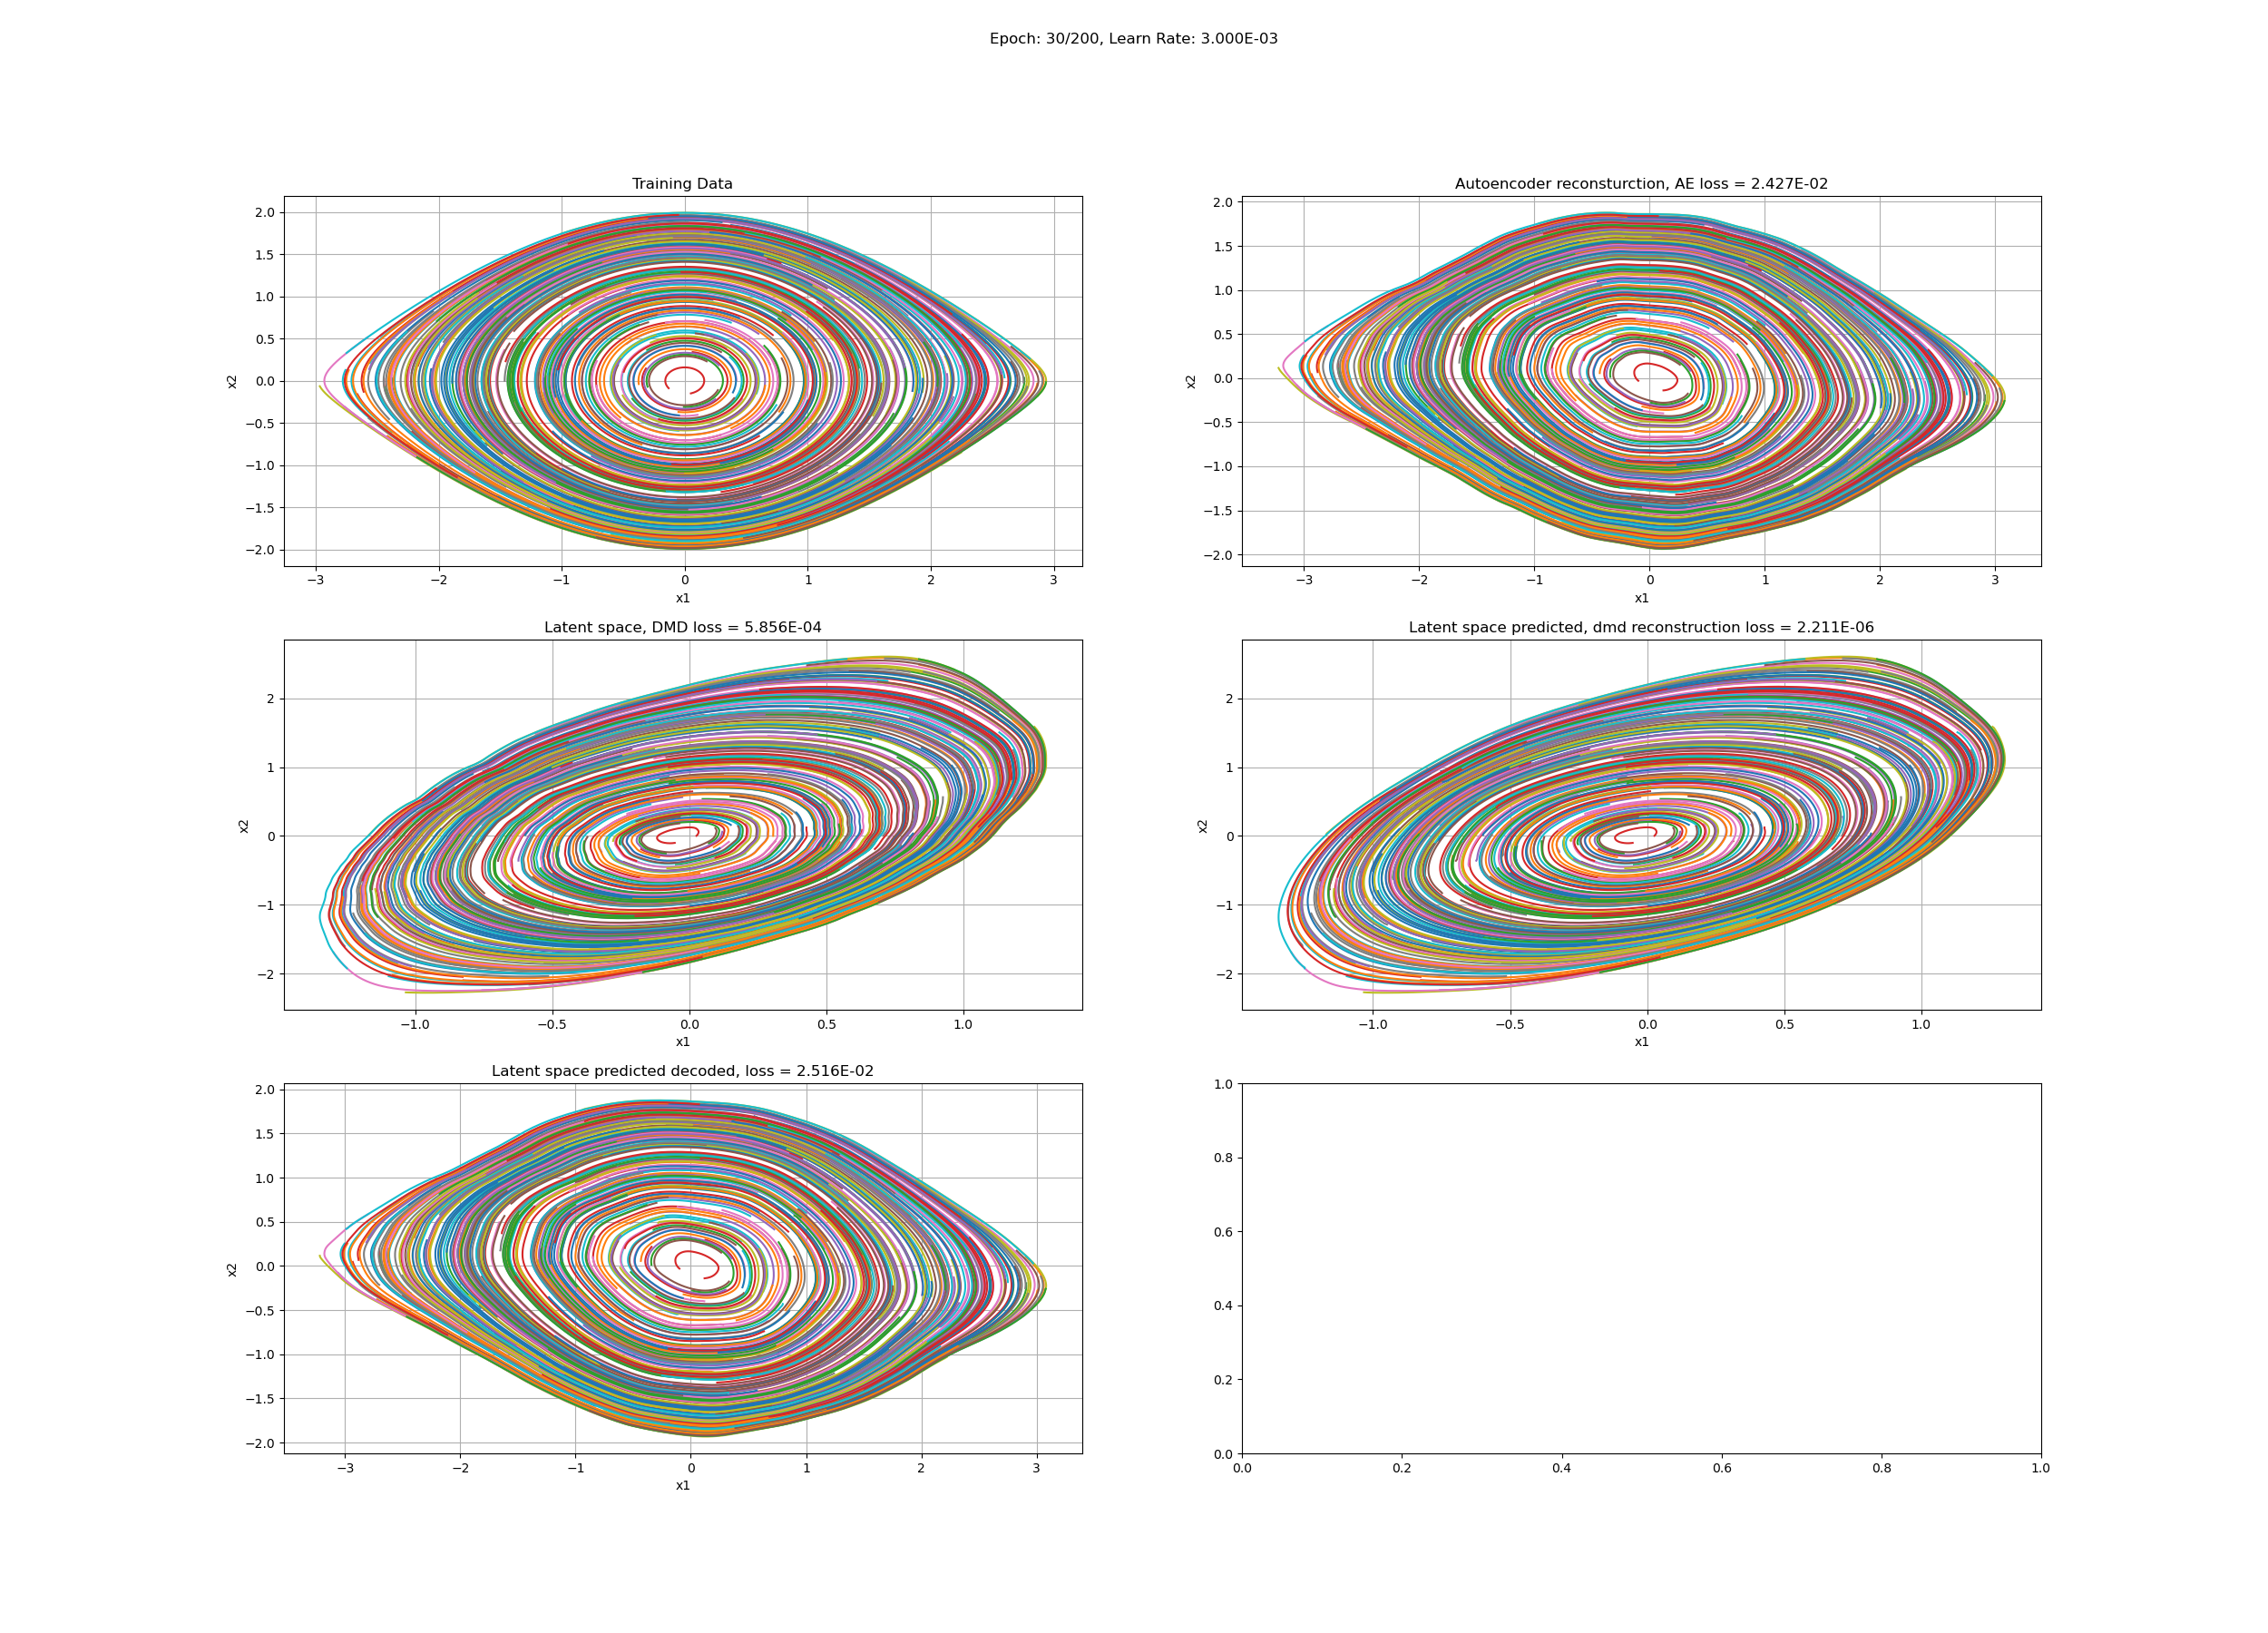 Epoch: 30/200, Learn Rate: 3.000E-03
Training Data
2.0
1.5
1.0
0.5
0.0
−0.5
−1.0
−1.5
−2.0
x2
−3 −2 −1 0 1 2 3
x1
Autoencoder reconsturction, AE loss = 2.427E-02
2.0
1.5
1.0
0.5
0.0
−0.5
−1.0
−1.5
−2.0
x2
−3 −2 −1 0 1 2 3
x1
Latent space, DMD loss = 5.856E-04
2
1
0
−1
−2
x2
−1.0 −0.5 0.0 0.5 1.0
x1
Latent space predicted, dmd reconstruction loss = 2.211E-06
2
1
0
−1
−2
x2
−1.0 −0.5 0.0 0.5 1.0
x1
Latent space predicted decoded, loss = 2.516E-02
2.0
1.5
1.0
0.5
0.0
−0.5
−1.0
−1.5
−2.0
x2
−3 −2 −1 0 1 2 3
x1
1.0
0.8
0.6
0.4
0.2
0.0
0.0 0.2 0.4 0.6 0.8 1.0